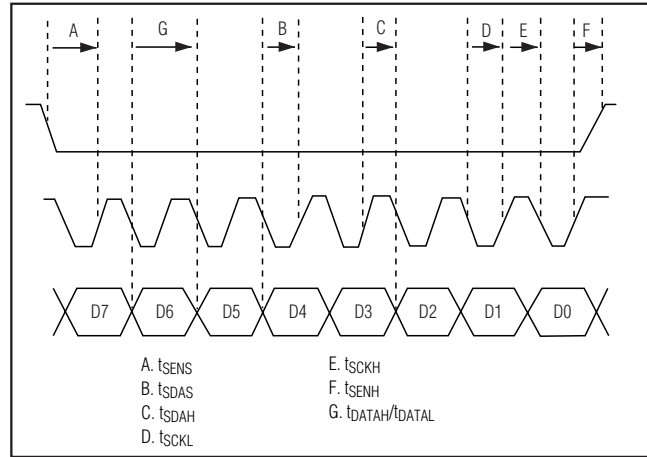 A G B C D E F
D7 D6 D5 D4 D3 D2 D1 D0
A. tSENS
B. tSDAS
C. tSDAH
D. tSCKL
E. tSCKH
F. tSENH
G. tDATAH/tDATAL